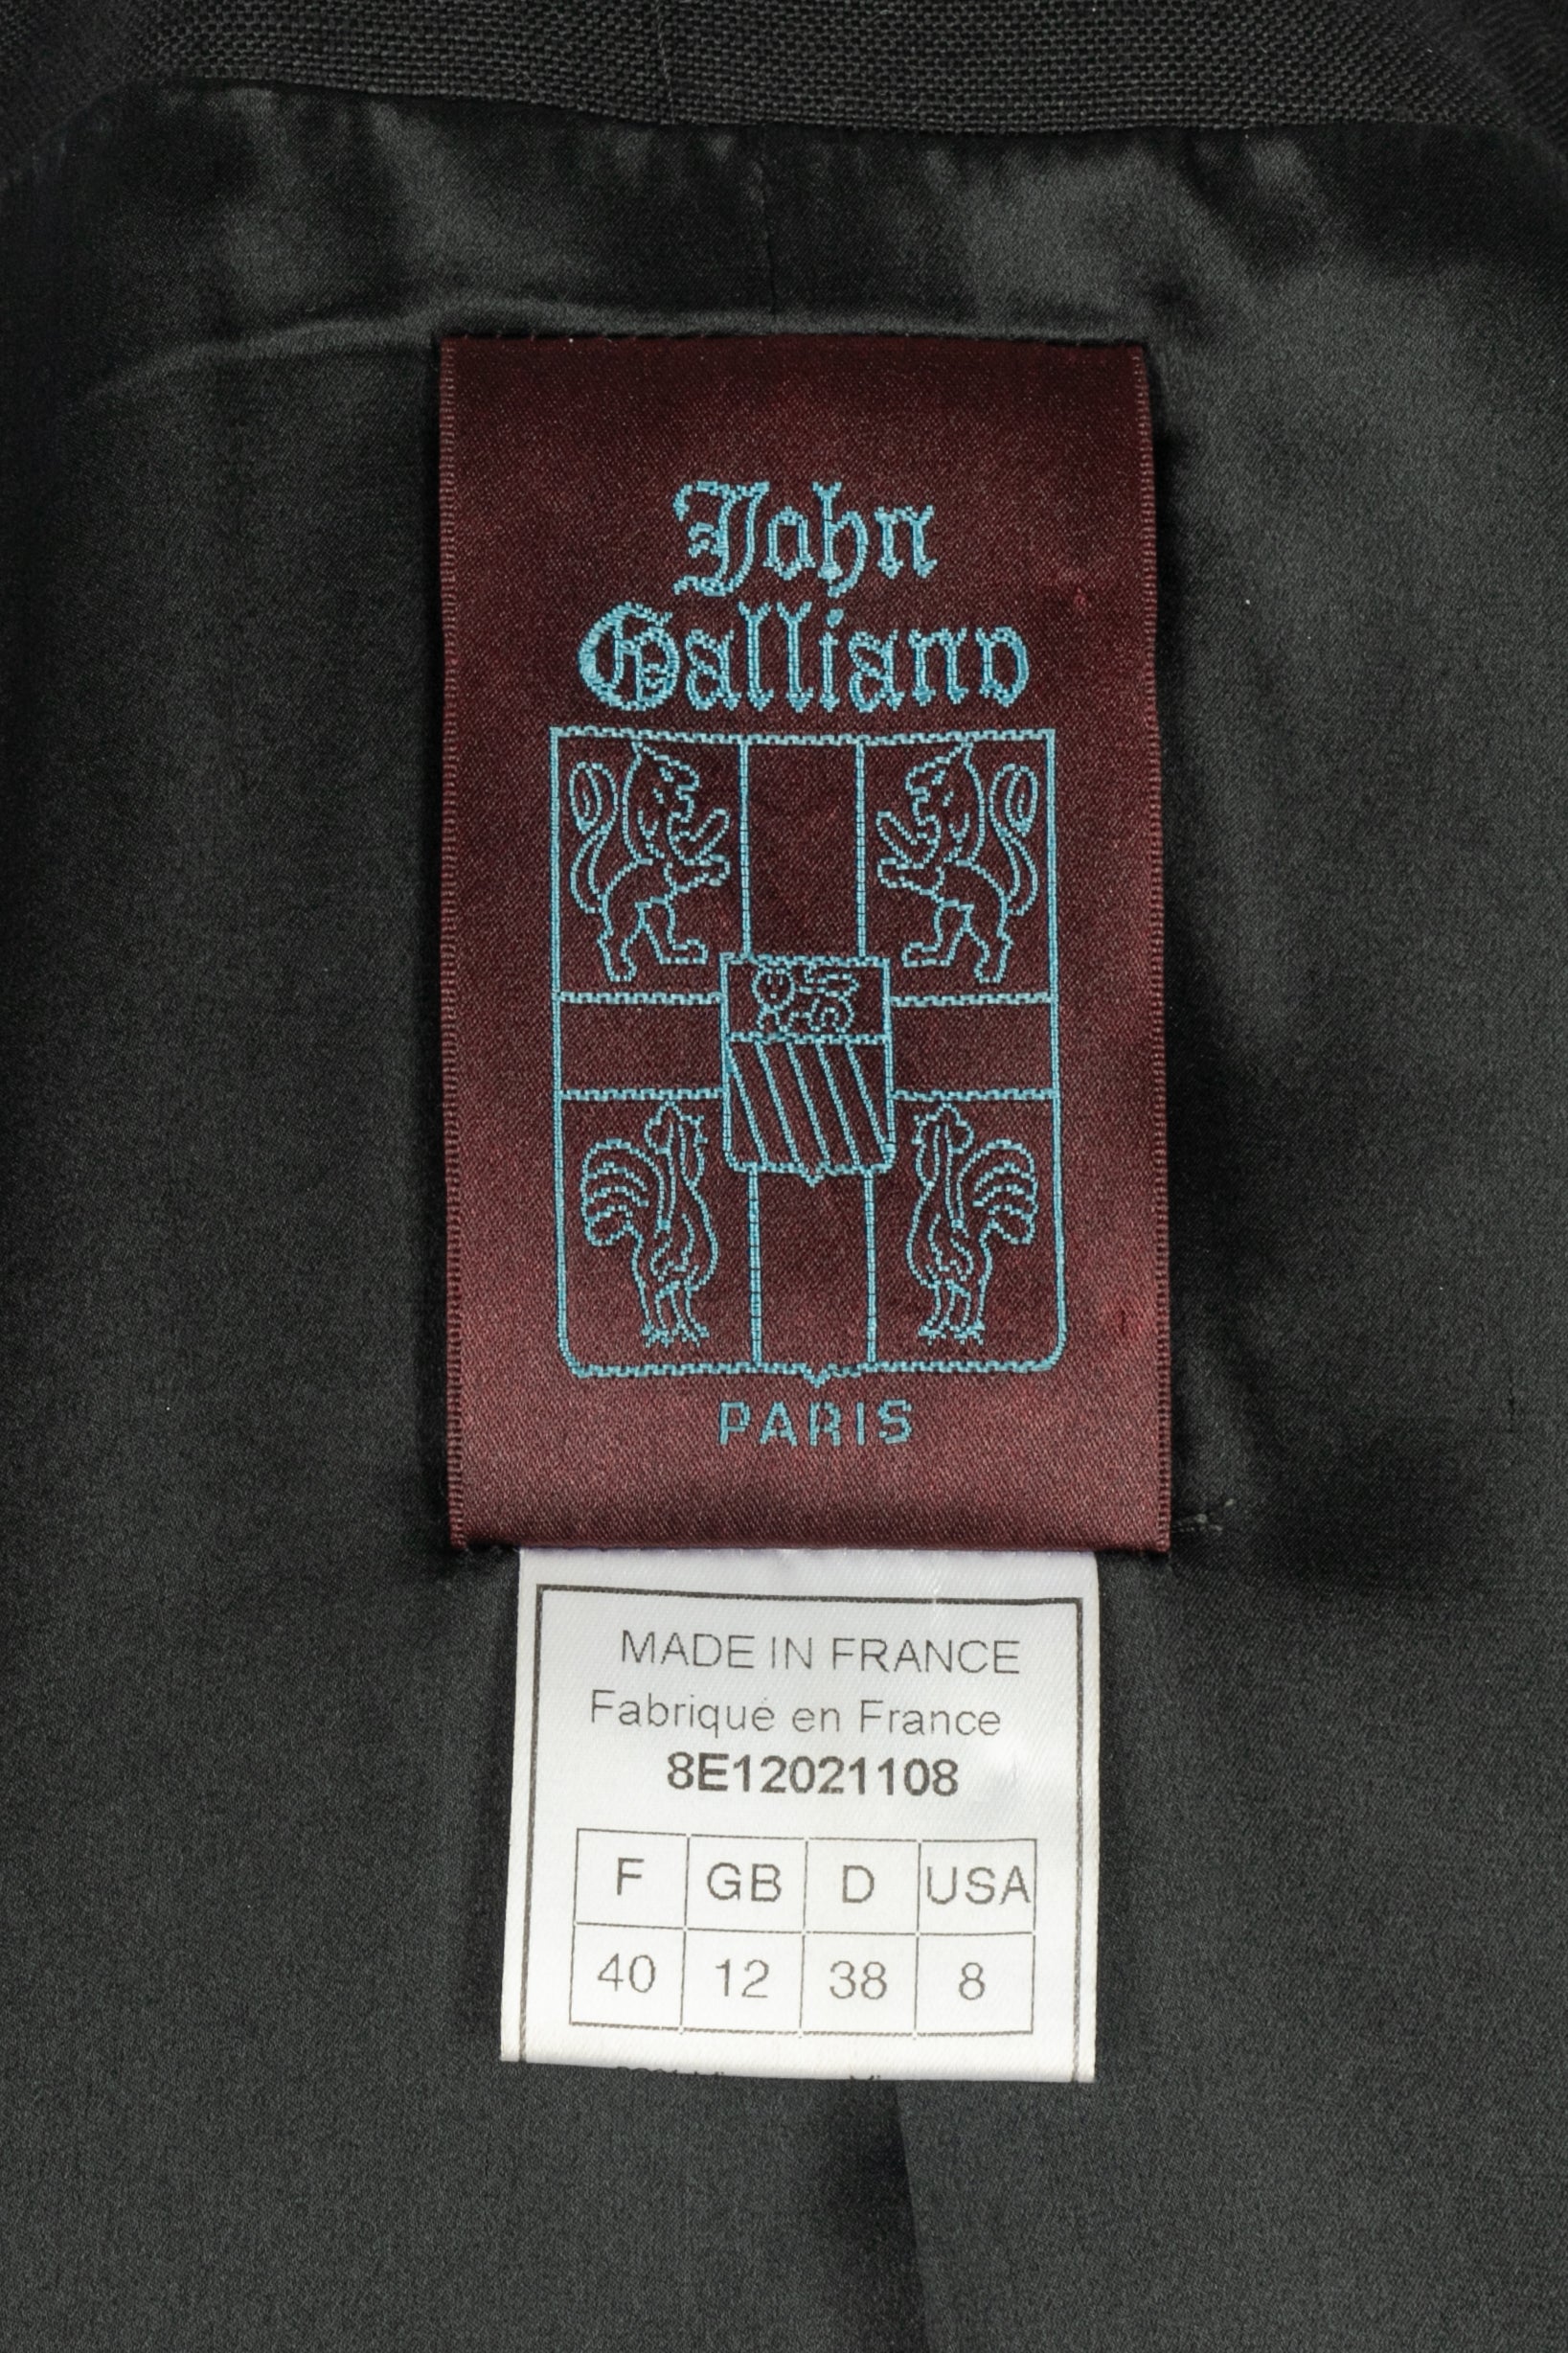 John
Galliano
PARIS
MADE IN FRANCE
Fabriqué en France
8E12021108
F GB D USA
40 12 38 8